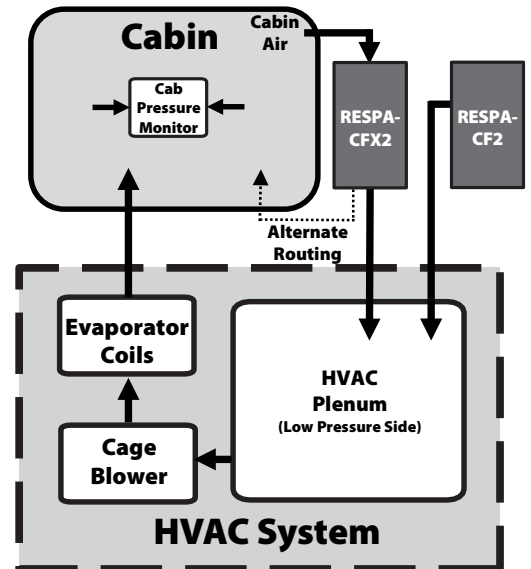 Cabin
Cabin
Air
Cab
Pressure
Monitor
RESPA-
CFX2
RESPA-
CF2
Alternate
Routing
Evaporator
Coils
HVAC
Plenum
(Low Pressure Side)
Cage
Blower
HVAC System